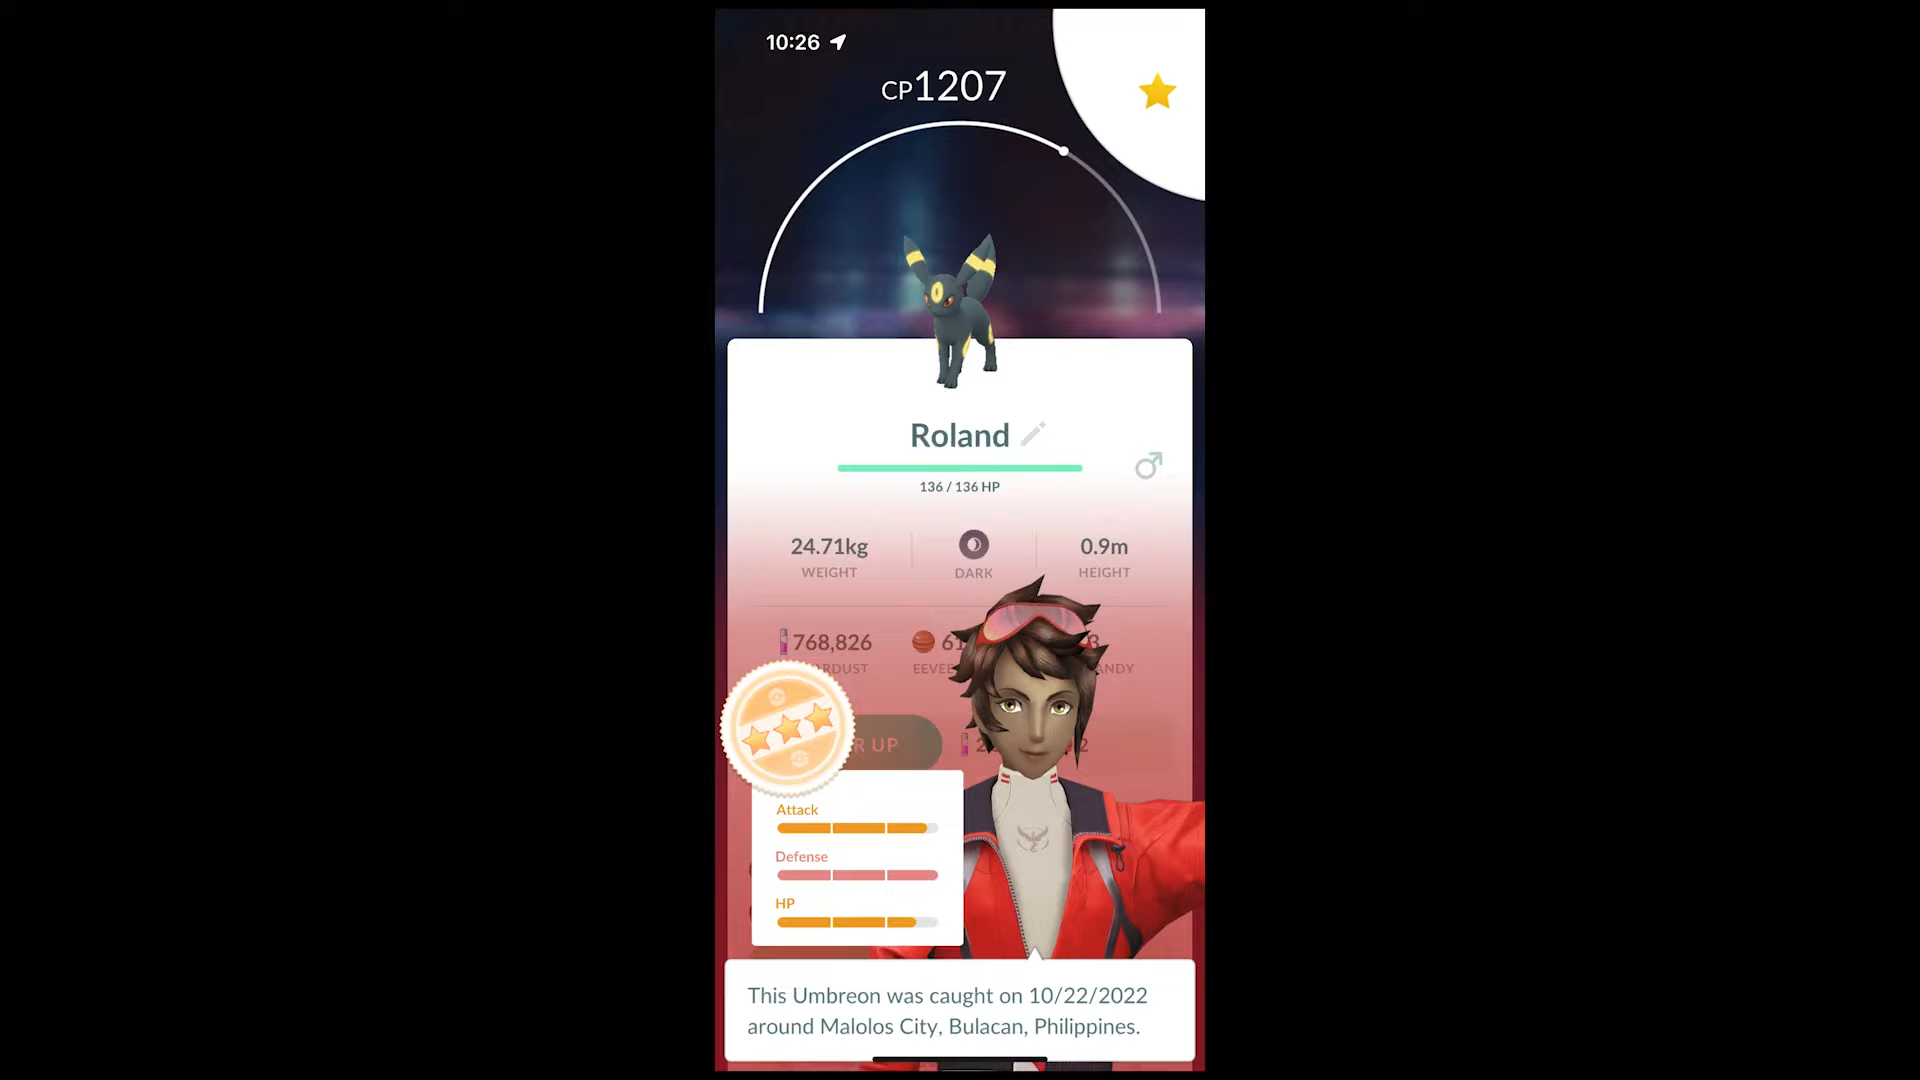 10:26
CP1207
Roland
136 / 136 HP
24.71kg
WEIGHT
DARK
0.9m
HEIGHT
768,826
Attack
Defense
HP
This Umbreon was caught on 10/22/2022
around Malolos City, Bulacan, Philippines.